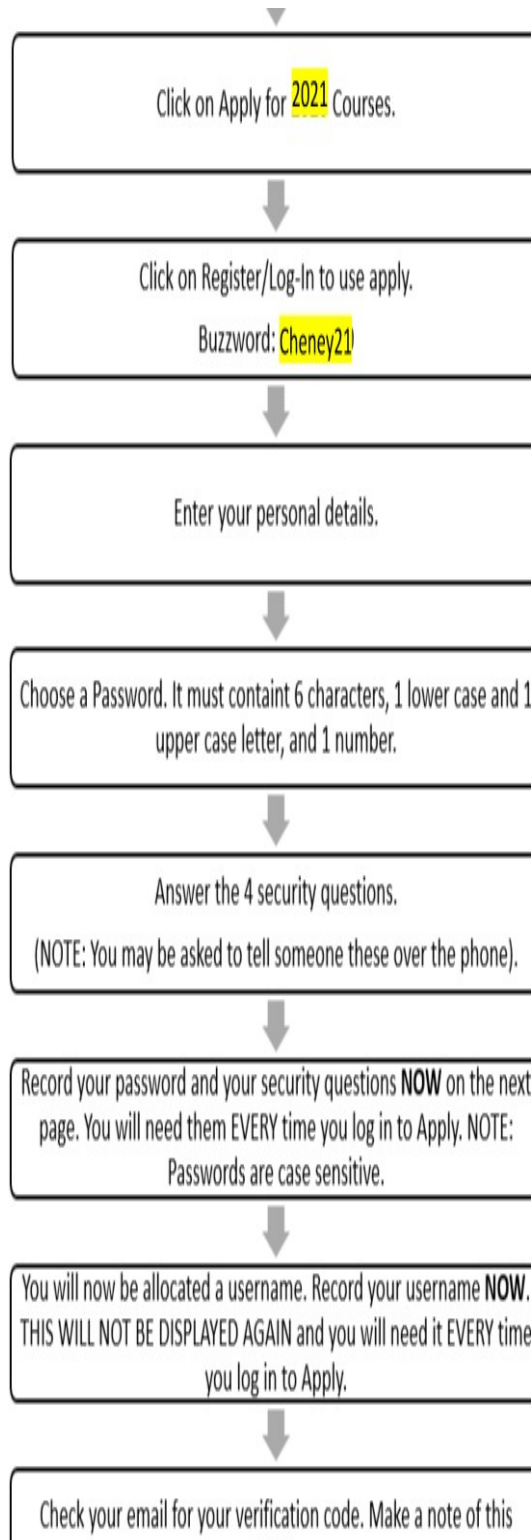 Click on Apply for 2021 Courses.
Click on Register/Log-In to use apply.
Buzzword: Cheney21
Enter your personal details.
Choose a Password. It must containt 6 characters, 1 lower case and 1
upper case letter, and 1 number.
Answer the 4 security questions.
(NOTE: You may be asked to tell someone these over the phone).
Record your password and your security questions NOW on the next
page. You will need them EVERY time you log in to Apply. NOTE:
Passwords are case sensitive.
You will now be allocated a username. Record your username NOW.
THIS WILL NOT BE DISPLAYED AGAIN and you will need it EVERY time
you log in to Apply.
Check your email for your verification code. Make a note of this